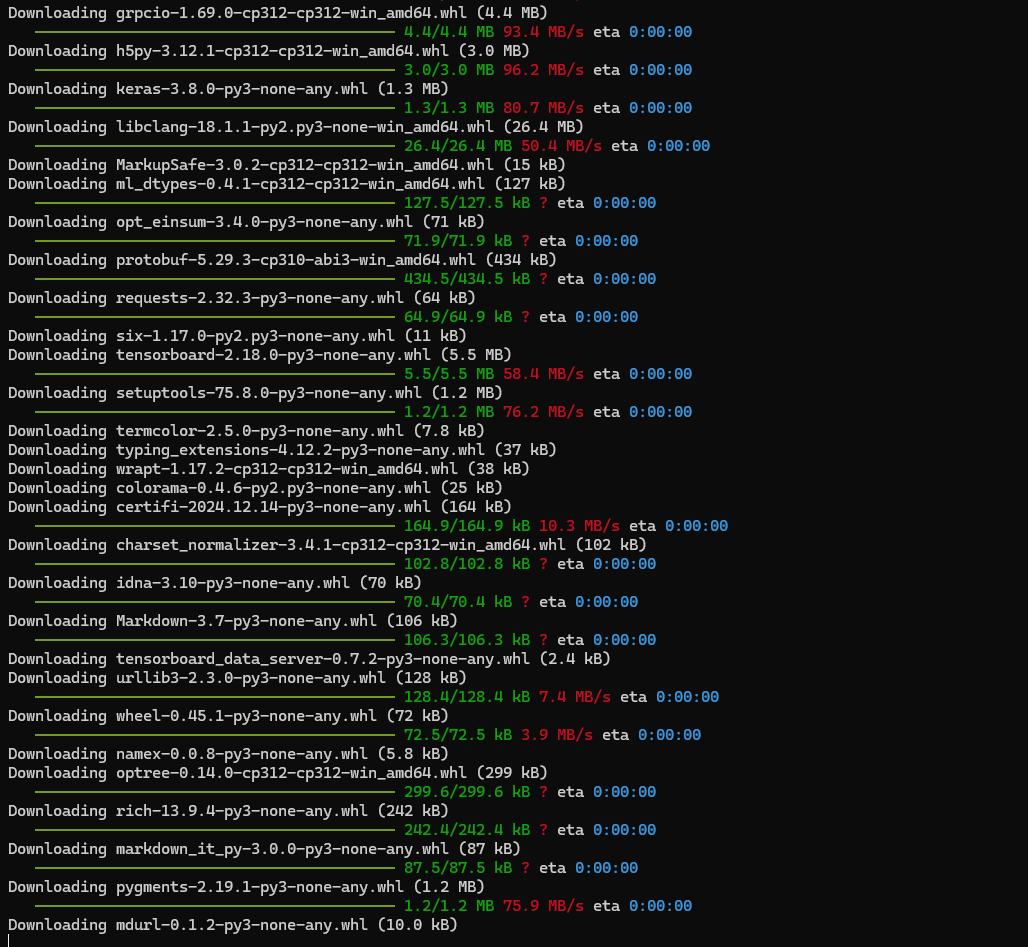 Downloading grpcio-1.69.0-cp312-cp312-win_amd64.whl (4.4 MB)
4.4/4.4 MB 93.4 MB/s eta 0:00:00
Downloading h5py-3.12.1-cp312-cp312-win_amd64.whl (3.0 MB)
3.0/3.0 MB 96.2 MB/s eta 0:00:00
Downloading keras-3.8.0-py3-none-any.whl (1.3 MB)
1.3/1.3 MB 80.7 MB/s eta 0:00:00
Downloading libclang-18.1.1-py2.py3-none-win_amd64.whl (26.4 MB)
26.4/26.4 MB 50.4 MB/s eta 0:00:00
Downloading MarkupSafe-3.0.2-cp312-cp312-win_amd64.whl (15 kB)
Downloading ml_dtypes-0.4.1-cp312-cp312-win_amd64.whl (127 kB)
127.5/127.5 kB ? eta 0:00:00
Downloading opt_einsum-3.4.0-py3-none-any.whl (71 kB)
71.9/71.9 kB ? eta 0:00:00
Downloading protobuf-5.29.3-cp310-abi3-win_amd64.whl (434 kB)
434.5/434.5 kB ? eta 0:00:00
Downloading requests-2.32.3-py3-none-any.whl (64 kB)
64.9/64.9 kB ? eta 0:00:00
Downloading six-1.17.0-py2.py3-none-any.whl (11 kB)
Downloading tensorboard-2.18.0-py3-none-any.whl (5.5 MB)
5.5/5.5 MB 58.4 MB/s eta 0:00:00
Downloading setuptools-75.8.0-py3-none-any.whl (1.2 MB)
1.2/1.2 MB 76.2 MB/s eta 0:00:00
Downloading termcolor-2.5.0-py3-none-any.whl (7.8 kB)
Downloading typing_extensions-4.12.2-py3-none-any.whl (37 kB)
Downloading wrapt-1.17.2-cp312-cp312-win_amd64.whl (38 kB)
Downloading colorama-0.4.6-py2.py3-none-any.whl (25 kB)
Downloading certifi-2024.12.14-py3-none-any.whl (164 kB)
164.9/164.9 kB 10.3 MB/s eta 0:00:00
Downloading charset_normalizer-3.4.1-cp312-cp312-win_amd64.whl (102 kB)
102.8/102.8 kB ? eta 0:00:00
Downloading idna-3.10-py3-none-any.whl (70 kB)
70.4/70.4 kB ? eta 0:00:00
Downloading Markdown-3.7-py3-none-any.whl (106 kB)
106.3/106.3 kB ? eta 0:00:00
Downloading tensorboard_data_server-0.7.2-py3-none-any.whl (2.4 kB)
Downloading urllib3-2.3.0-py3-none-any.whl (128 kB)
128.4/128.4 kB 7.4 MB/s eta 0:00:00
Downloading wheel-0.45.1-py3-none-any.whl (72 kB)
72.5/72.5 kB 3.9 MB/s eta 0:00:00
Downloading namex-0.0.8-py3-none-any.whl (5.8 kB)
Downloading optree-0.14.0-cp312-cp312-win_amd64.whl (299 kB)
299.6/299.6 kB ? eta 0:00:00
Downloading rich-13.9.4-py3-none-any.whl (242 kB)
242.4/242.4 kB ? eta 0:00:00
Downloading markdown_it_py-3.0.0-py3-none-any.whl (87 kB)
87.5/87.5 kB ? eta 0:00:00
Downloading pygments-2.19.1-py3-none-any.whl (1.2 MB)
1.2/1.2 MB 75.9 MB/s eta 0:00:00
Downloading mdurl-0.1.2-py3-none-any.whl (10.0 kB)